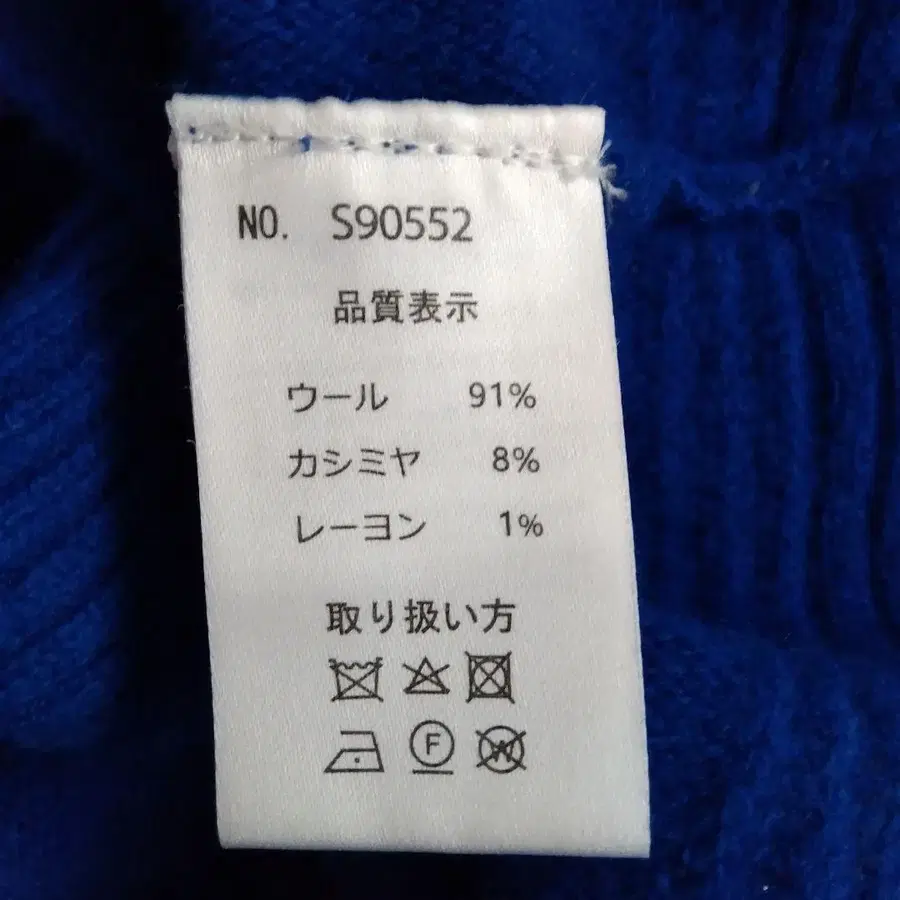 NO. S90552
品質表示
ウール 91%
カシミヤ 8%
レーヨン 1%
取り扱い方
F W